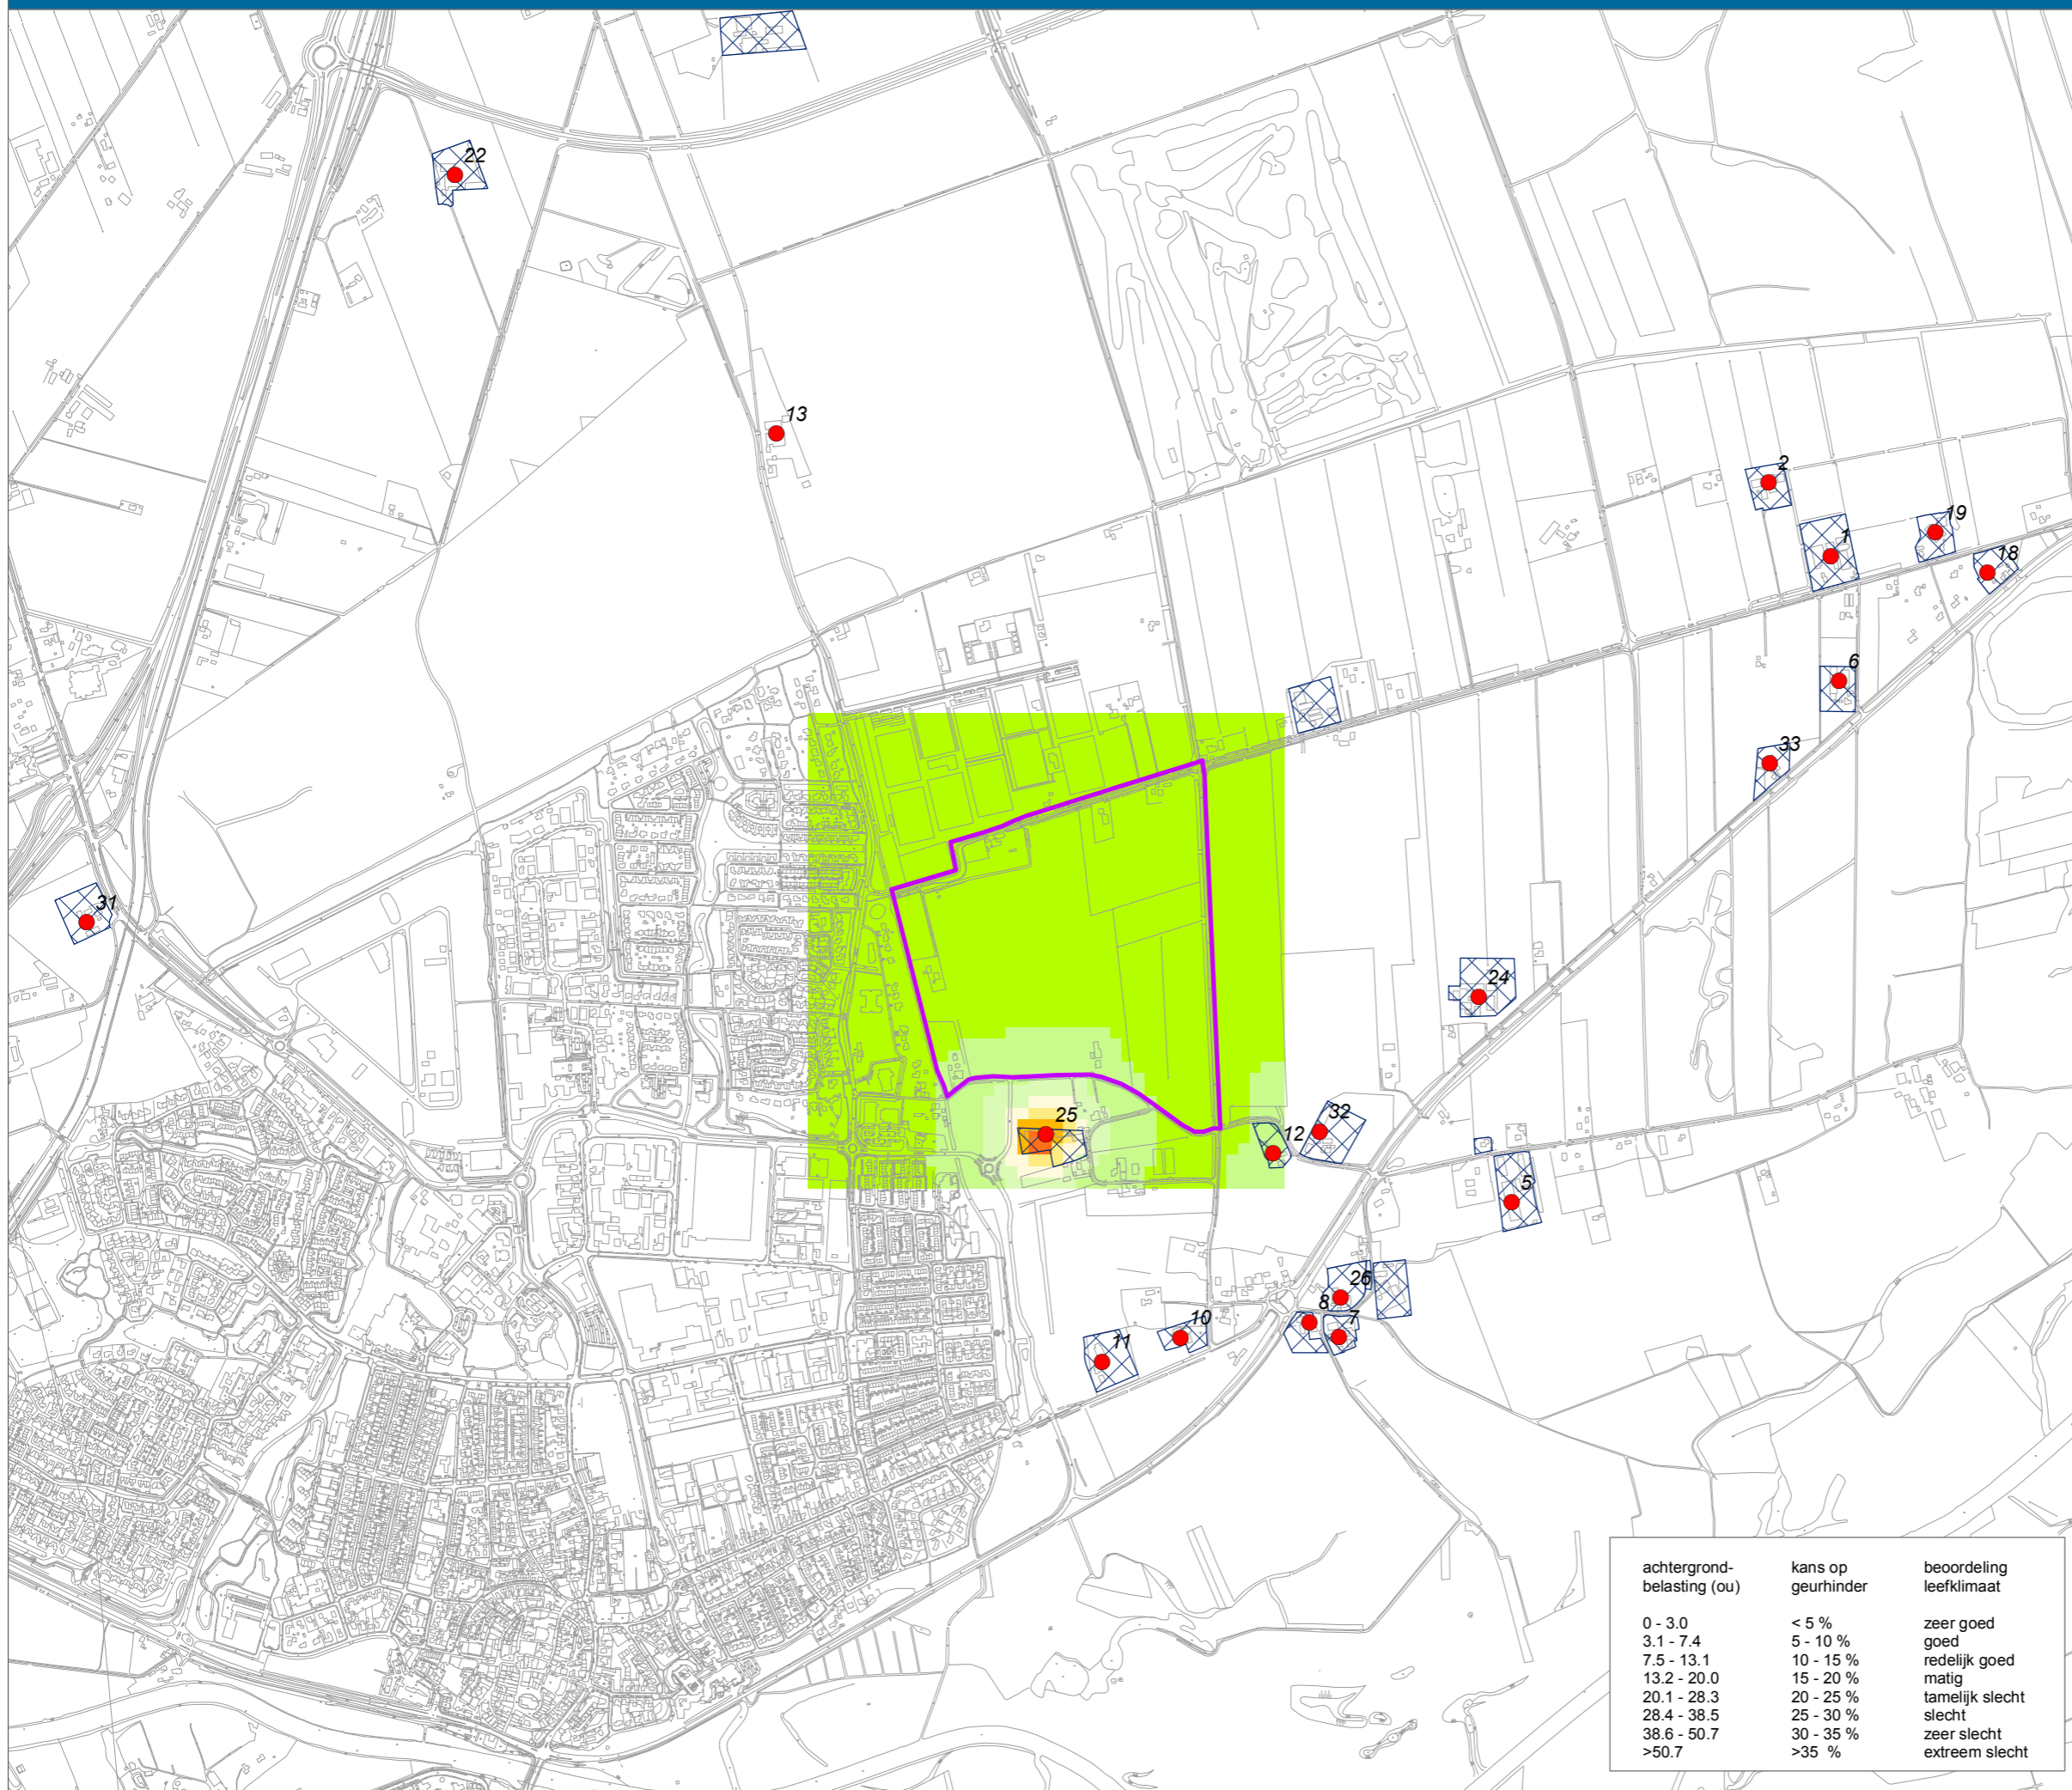 22
13
2
19
1
18
6
33
31
24
25
32
12
5
26
8
7
10
11
achtergrond- kans op beoordeling
belasting (ou) geurhinder leefklimaat
0 - 3.0 < 5 % zeer goed
3.1 - 7.4 5 - 10 % goed
7.5 - 13.1 10 - 15 % redelijk goed
13.2 - 20.0 15 - 20 % matig
20.1 - 28.3 20 - 25 % tamelijk slecht
28.4 - 38.5 25 - 30 % slecht
38.6 - 50.7 30 - 35 % zeer slecht
>50.7 >35 % extreem slecht